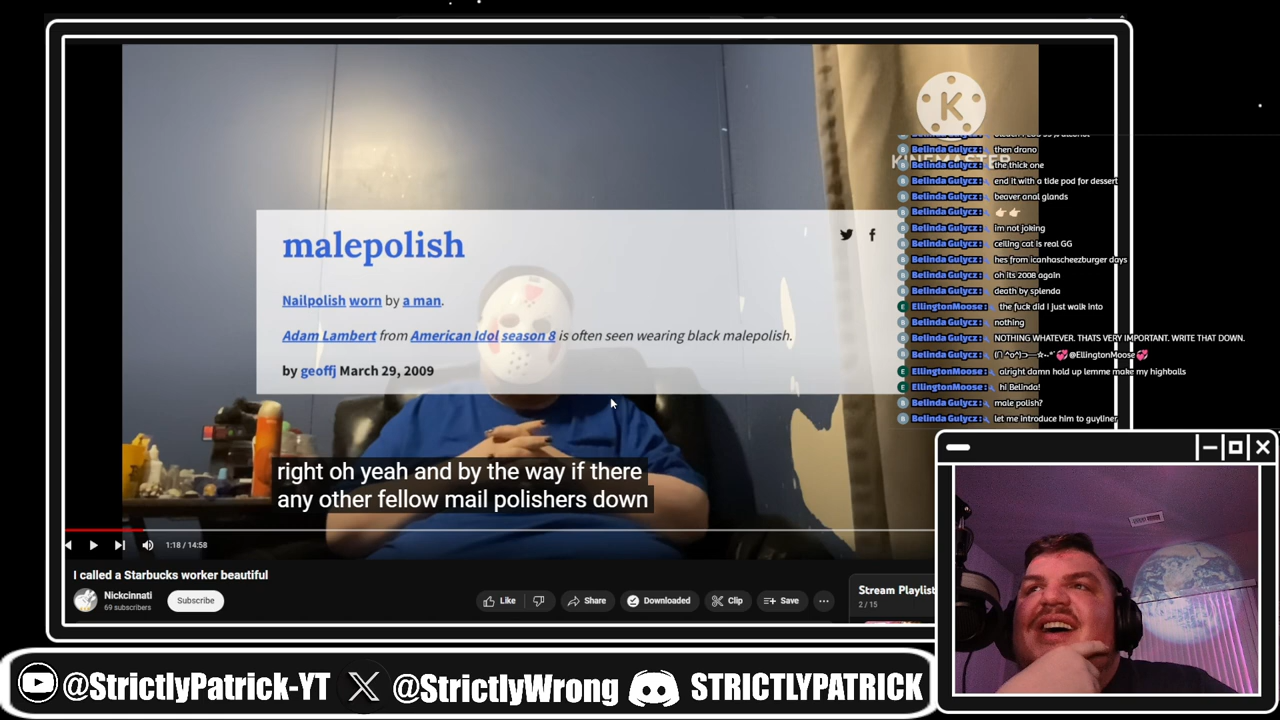 K
KINEMASTER
malepolish
Nailpolish worn by a man.
Adam Lambert from American Idol season 8 is often seen wearing black malepolish.
by geoffj March 29, 2009
right oh yeah and by the way if there
any other fellow mail polishers down
1:18 / 14:58
I called a Starbucks worker beautiful
Nickcinnati
69 subscribers
Subscribe
Like
Share
Downloaded
Clip
Save
Stream Playlist
2 / 15
Belinda Gulycz: then drano
Belinda Gulycz: the thick one
Belinda Gulycz: end it with a tide pod for dessert
Belinda Gulycz: beaver anal glands
Belinda Gulycz: 👉🏻 👉🏻
Belinda Gulycz: im not joking
Belinda Gulycz: ceiling cat is real GG
Belinda Gulycz: hes from icanhascheezburger days
Belinda Gulycz: oh its 2008 again
Belinda Gulycz: death by splenda
EllingtonMoose: the fuck did i just walk into
Belinda Gulycz: nothing
Belinda Gulycz: NOTHING WHATEVER. THATS VERY IMPORTANT. WRITE THAT DOWN.
Belinda Gulycz: (∩ ^o^)⊃━☆゚.*･｡💞@EllingtonMoose💞
EllingtonMoose: alright damn hold up lemme make my highballs
EllingtonMoose: hi Belinda!
Belinda Gulycz: male polish?
Belinda Gulycz: let me introduce him to guyliner
@StrictlyPatrick-YT
@StrictlyWrong
STRICTLYPATRICK